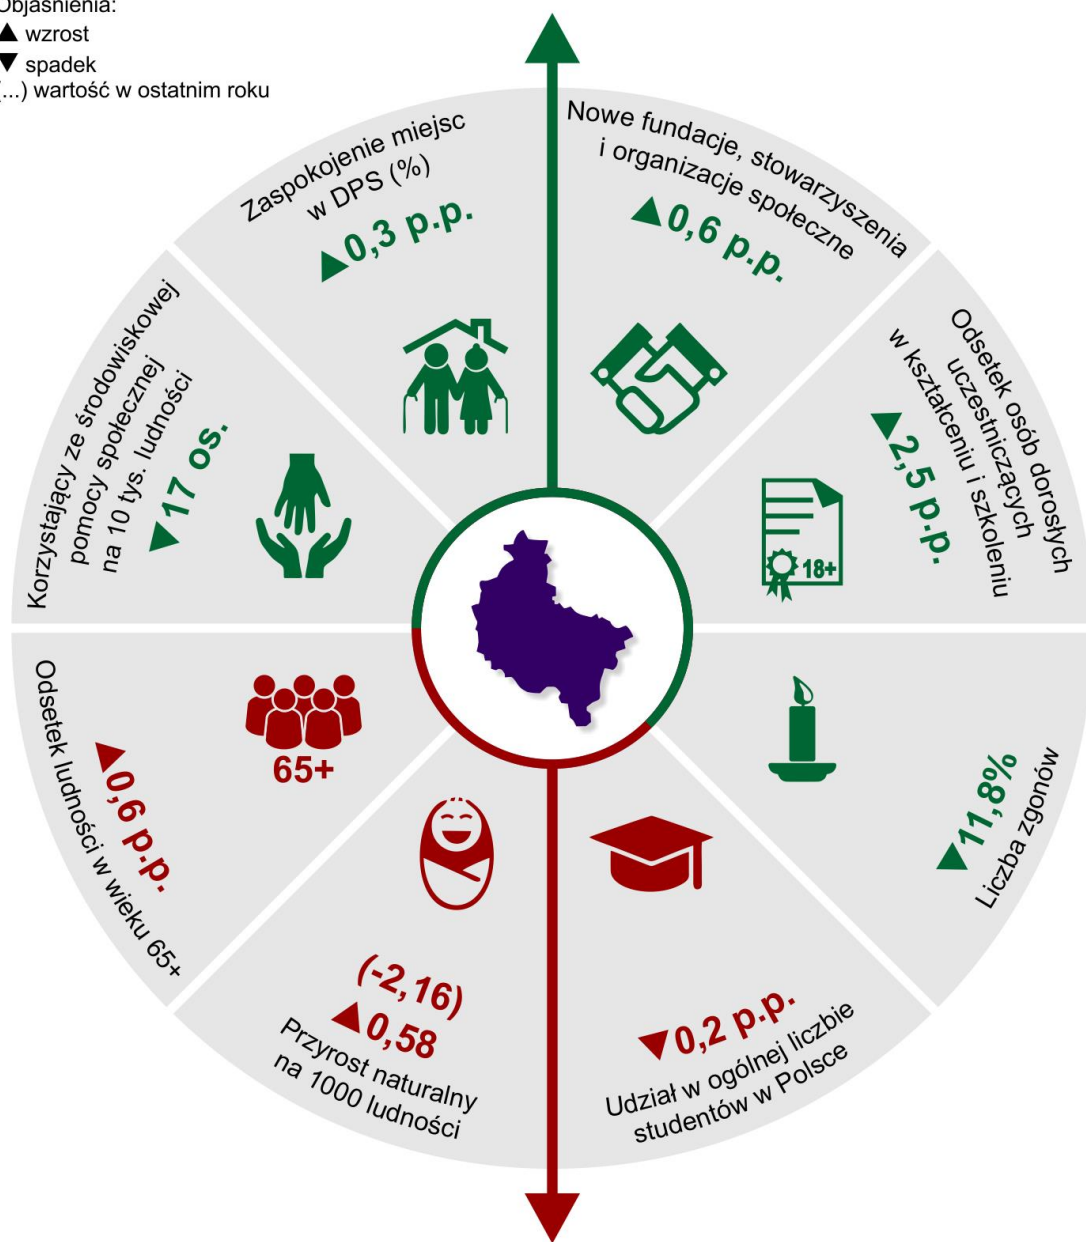 Objaśnienia:
▲ wzrost
▼ spadek
(...) wartość w ostatnim roku
Zaspokojenie miejsc
w DPS (%)
▲0,3 p.p.
Nowe fundacje, stowarzyszenia
i organizacje społeczne
▲0,6 p.p.
Odsetek osób dorosłych
uczestniczących
w kształceniu i szkoleniu
▲2,5 p.p.
18+
Korzystający ze środowiskowej
pomocy społecznej
na 10 tys. ludności
▼17 os.
Odsetek ludności w wieku 65+
▲0,6 p.p.
65+
▼11,8%
Liczba zgonów
(-2,16)
▲0,58
Przyrost naturalny
na 1000 ludności
▼0,2 p.p.
Udział w ogólnej liczbie
studentów w Polsce